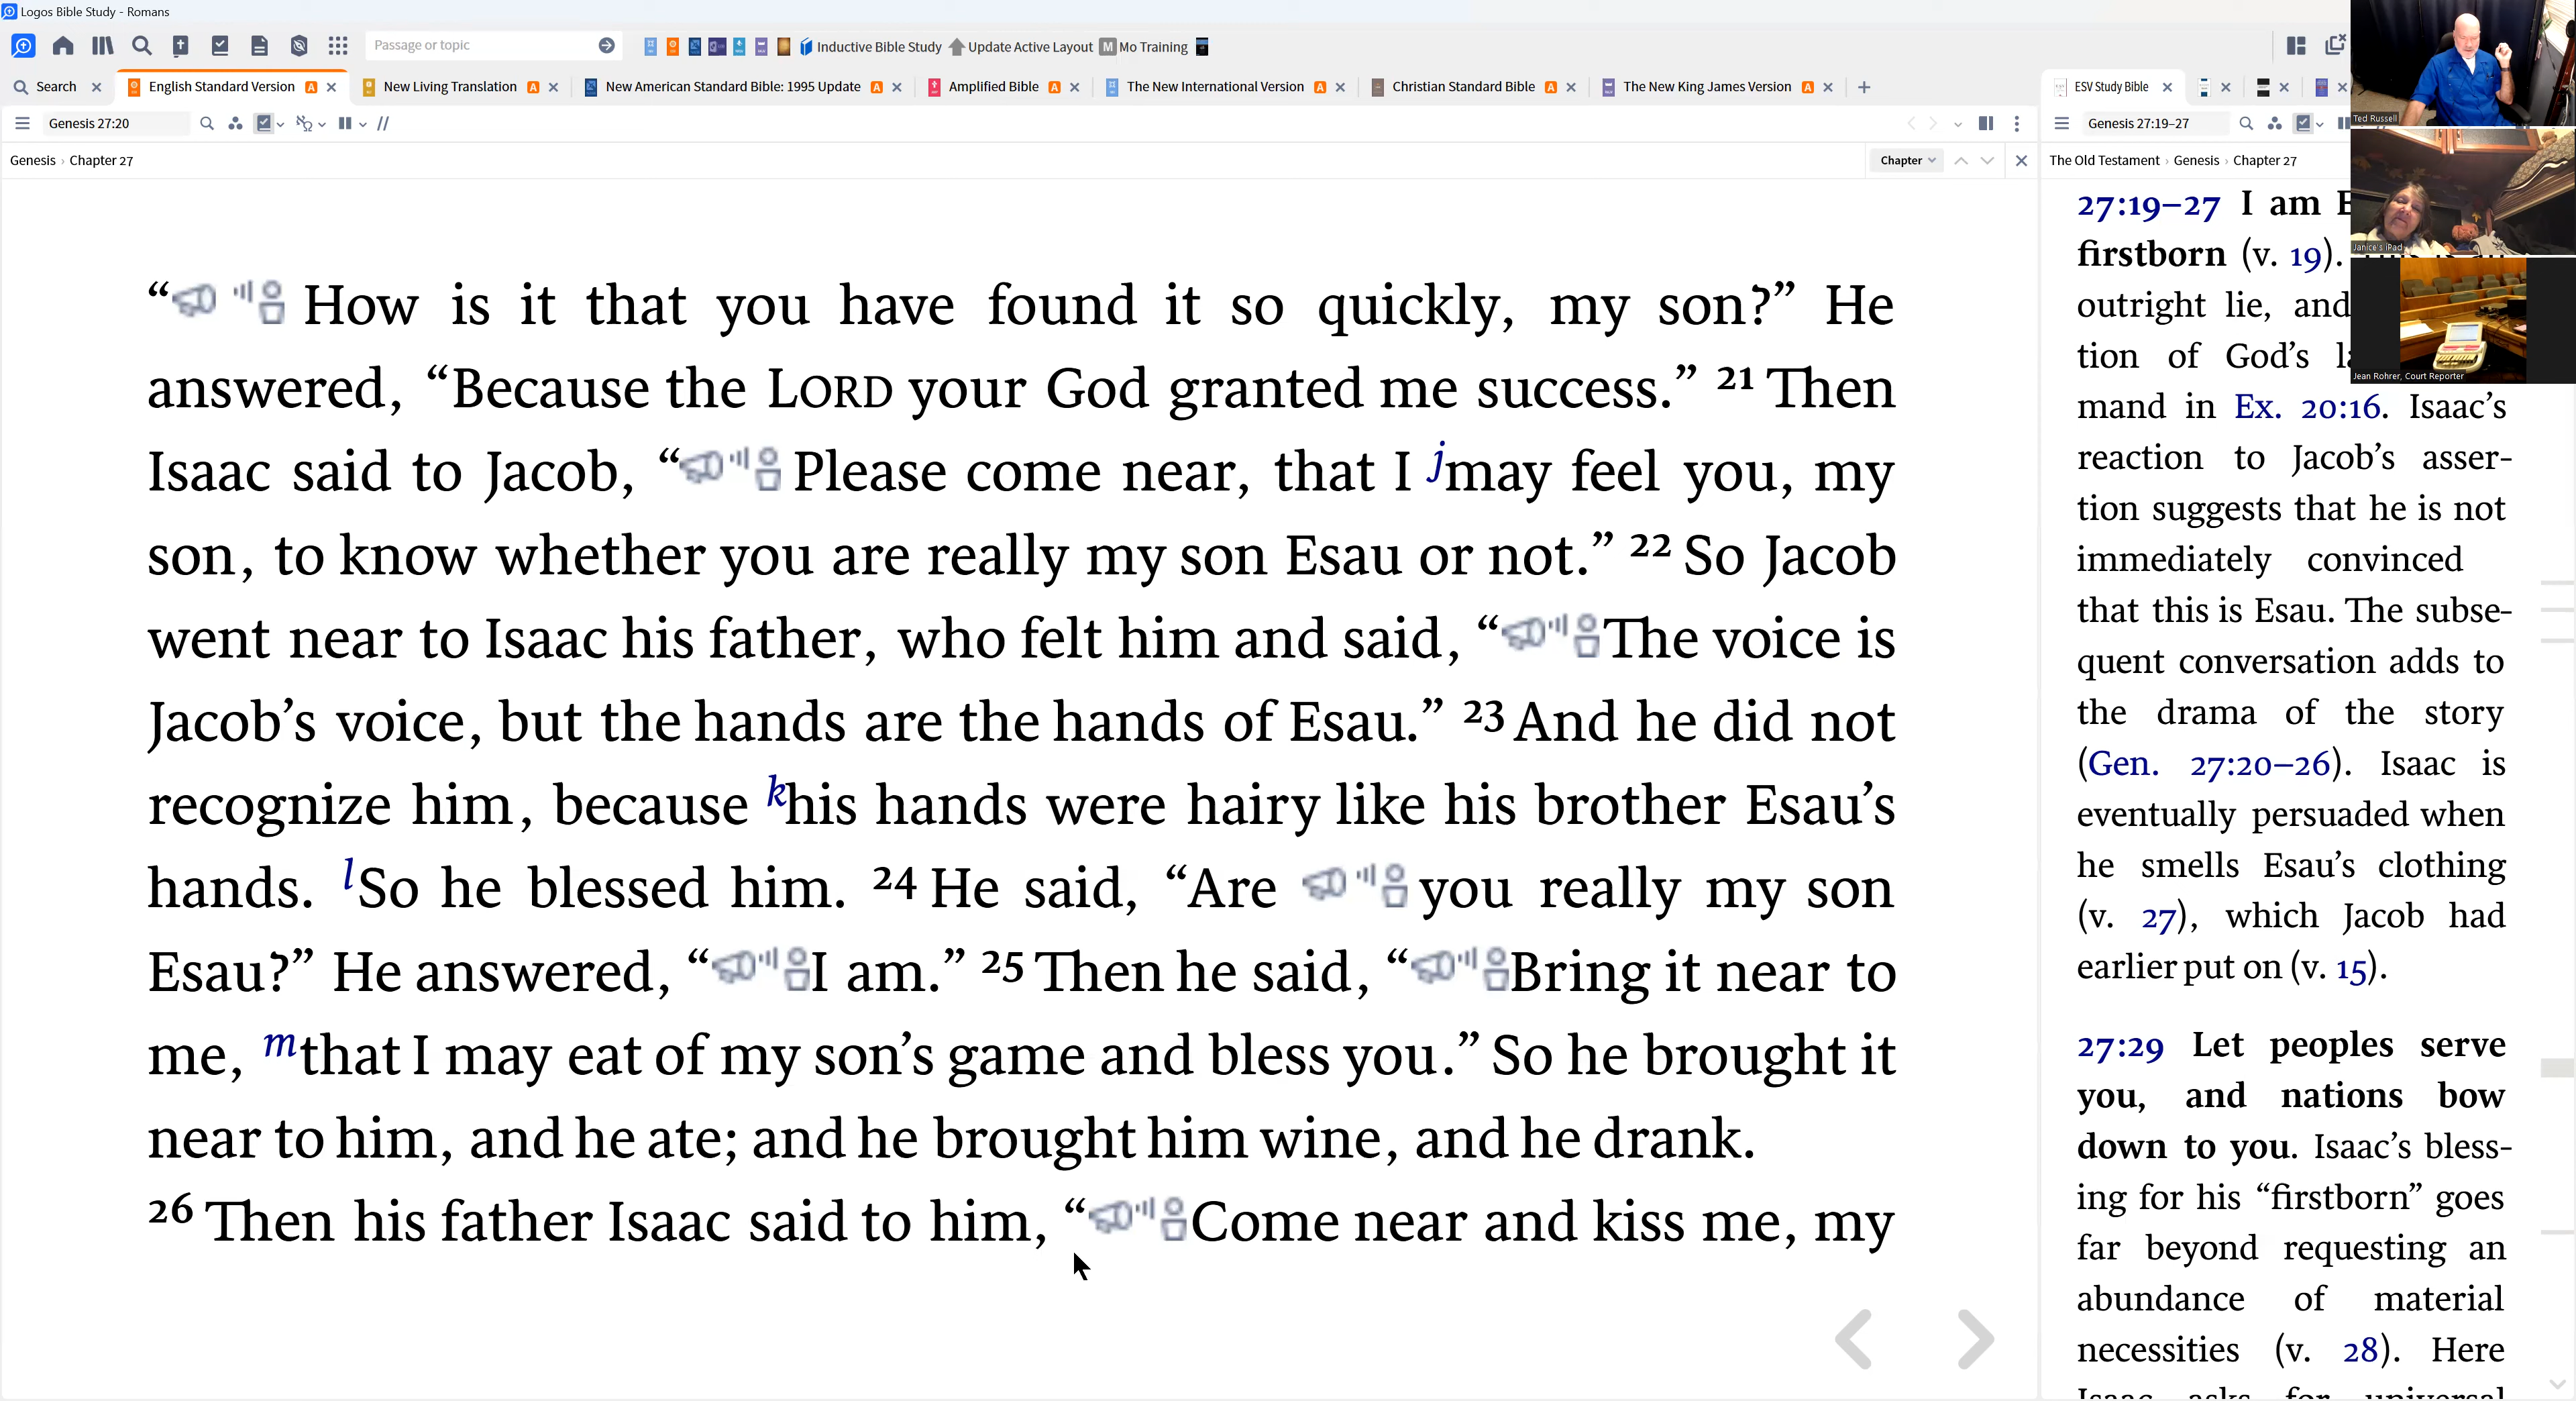 Logos Bible Study - Romans
Passage or topic
Inductive Bible Study Update Active Layout M Mo Training
Search English Standard Version A New Living Translation A New American Standard Bible: 1995 Update A Amplified Bible A The New International Version A Christian Standard Bible A The New King James Version A
Genesis 27:20
Genesis › Chapter 27
Chapter
“ How is it that you have found it so quickly, my son?” He
answered, “Because the LORD your God granted me success.” 21 Then
Isaac said to Jacob, “Please come near, that I jmay feel you, my
son, to know whether you are really my son Esau or not.” 22 So Jacob
went near to Isaac his father, who felt him and said, “The voice is
Jacob’s voice, but the hands are the hands of Esau.” 23 And he did not
recognize him, because khis hands were hairy like his brother Esau’s
hands. lSo he blessed him. 24 He said, “Are you really my son
Esau?” He answered, “I am.” 25 Then he said, “Bring it near to
me, mthat I may eat of my son’s game and bless you.” So he brought it
near to him, and he ate; and he brought him wine, and he drank.
26 Then his father Isaac said to him, “Come near and kiss me, my
ESV Study Bible
Genesis 27:19–27
The Old Testament › Genesis › Chapter 27
27:19–27 I am
firstborn (v. 19).
outright lie, and
tion of God’s
mand in Ex. 20:16. Isaac’s
reaction to Jacob’s asser-
tion suggests that he is not
immediately convinced
that this is Esau. The subse-
quent conversation adds to
the drama of the story
(Gen. 27:20–26). Isaac is
eventually persuaded when
he smells Esau’s clothing
(v. 27), which Jacob had
earlier put on (v. 15).
27:29 Let peoples serve
you, and nations bow
down to you. Isaac’s bless-
ing for his “firstborn” goes
far beyond requesting an
abundance of material
necessities (v. 28). Here
Isaac asks for universal
Ted Russell
Janice's iPad
Jean Rohrer, Court Reporter